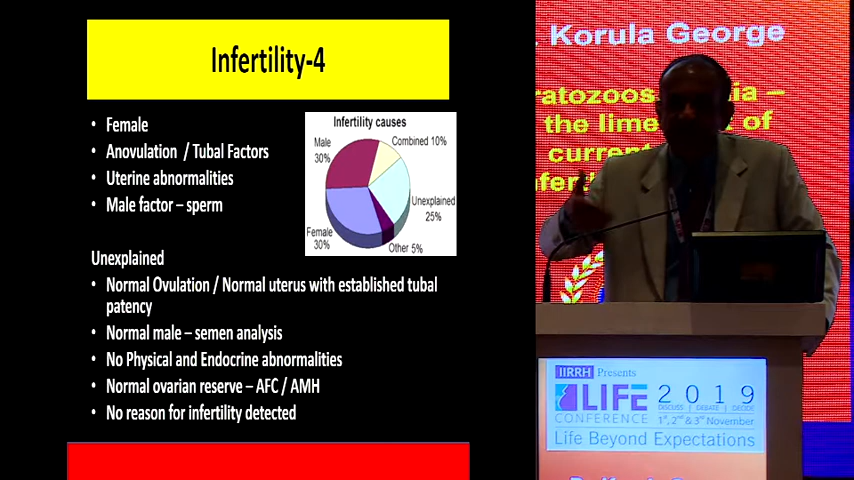 Infertility-4
• Female
• Anovulation / Tubal Factors
• Uterine abnormalities
• Male factor – sperm
Infertility causes
Male
30%
Combined 10%
Unexplained
25%
Female
30%
Other 5%
Unexplained
• Normal Ovulation / Normal uterus with established tubal
patency
• Normal male – semen analysis
• No Physical and Endocrine abnormalities
• Normal ovarian reserve – AFC / AMH
• No reason for infertility detected
Korula George
the lime
of
current
IIRRH Presents
LIFE 2019
CONFERENCE
DISCUSS | DEBATE | DECIDE
1st, 2nd & 3rd November
Life Beyond Expectations